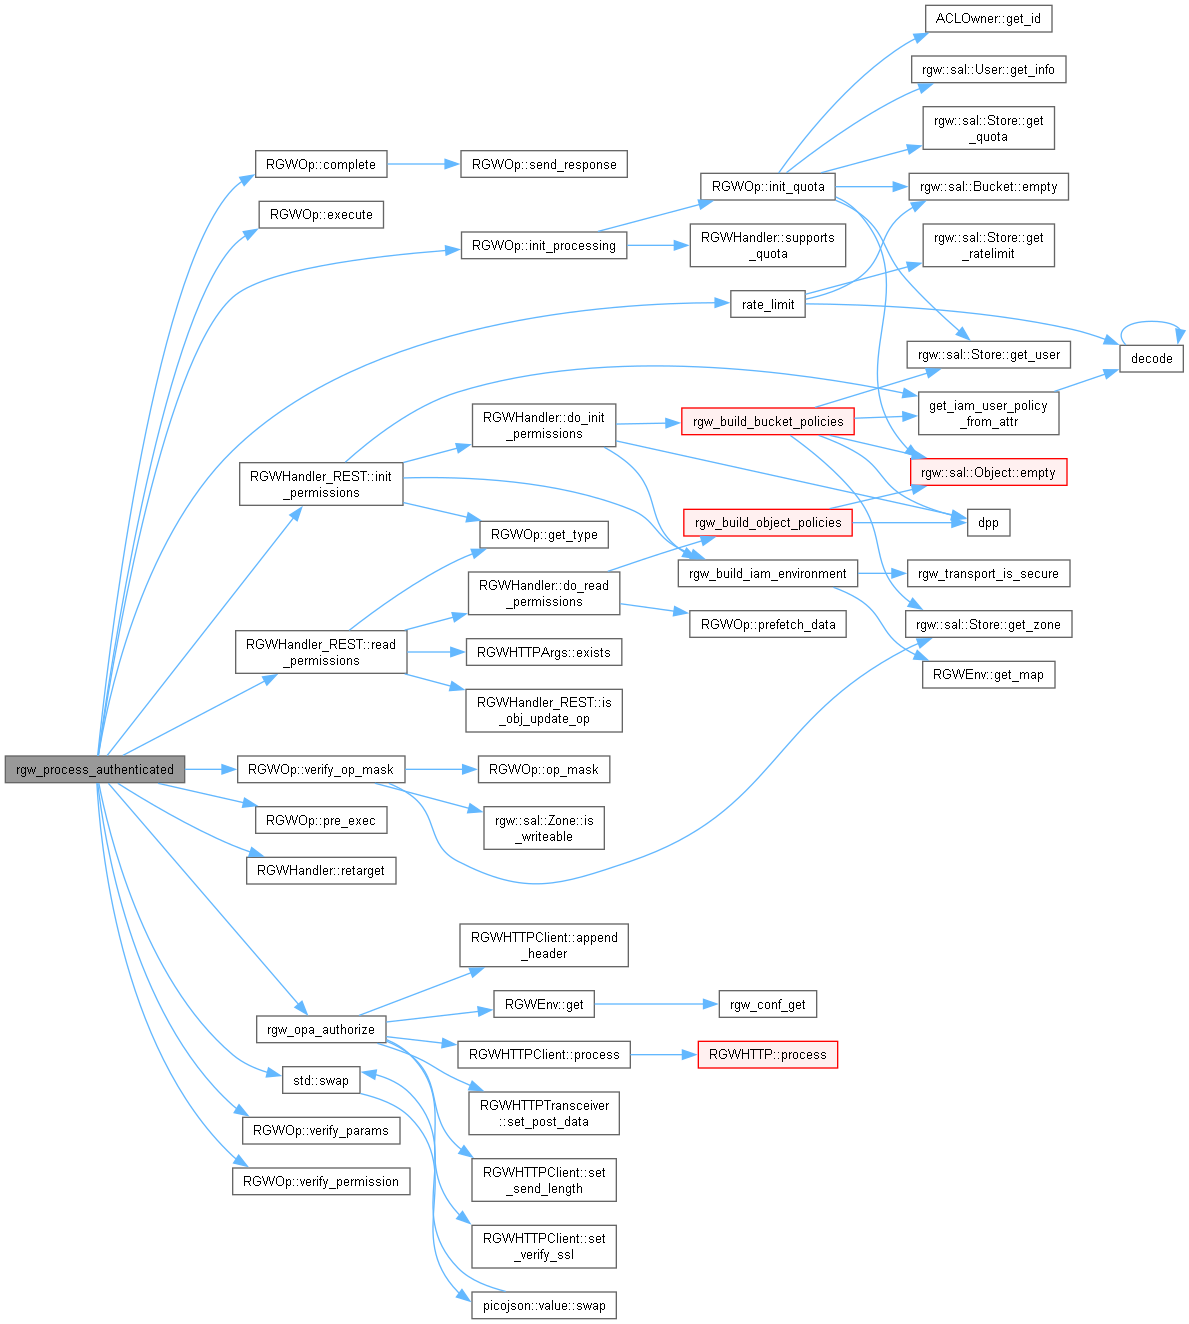 ACLOwner::get_id
rgw::sal::User::get_info
rgw::sal::Store::get
_quota
RGWOp::complete
RGWOp::send_response
RGWOp::init_quota
rgw::sal::Bucket::empty
RGWOp::execute
RGWOp::init_processing
RGWHandler::supports
_quota
rgw::sal::Store::get
_ratelimit
rate_limit
rgw::sal::Store::get_user
decode
RGWHandler::do_init
_permissions
rgw_build_bucket_policies
get_iam_user_policy
_from_attr
RGWHandler_REST::init
_permissions
rgw::sal::Object::empty
RGWOp::get_type
rgw_build_object_policies
dpp
RGWHandler::do_read
_permissions
rgw_build_iam_environment
rgw_transport_is_secure
RGWHandler_REST::read
_permissions
RGWOp::prefetch_data
rgw::sal::Store::get_zone
RGWHTTPArgs::exists
RGWEnv::get_map
RGWHandler_REST::is
_obj_update_op
rgw_process_authenticated
RGWOp::verify_op_mask
RGWOp::op_mask
RGWOp::pre_exec
rgw::sal::Zone::is
_writeable
RGWHandler::retarget
RGWHTTPClient::append
_header
RGWEnv::get
rgw_conf_get
rgw_opa_authorize
RGWHTTPClient::process
RGWHTTP::process
std::swap
RGWHTTPTransceiver
::set_post_data
RGWOp::verify_params
RGWHTTPClient::set
_send_length
RGWOp::verify_permission
RGWHTTPClient::set
_verify_ssl
picojson::value::swap